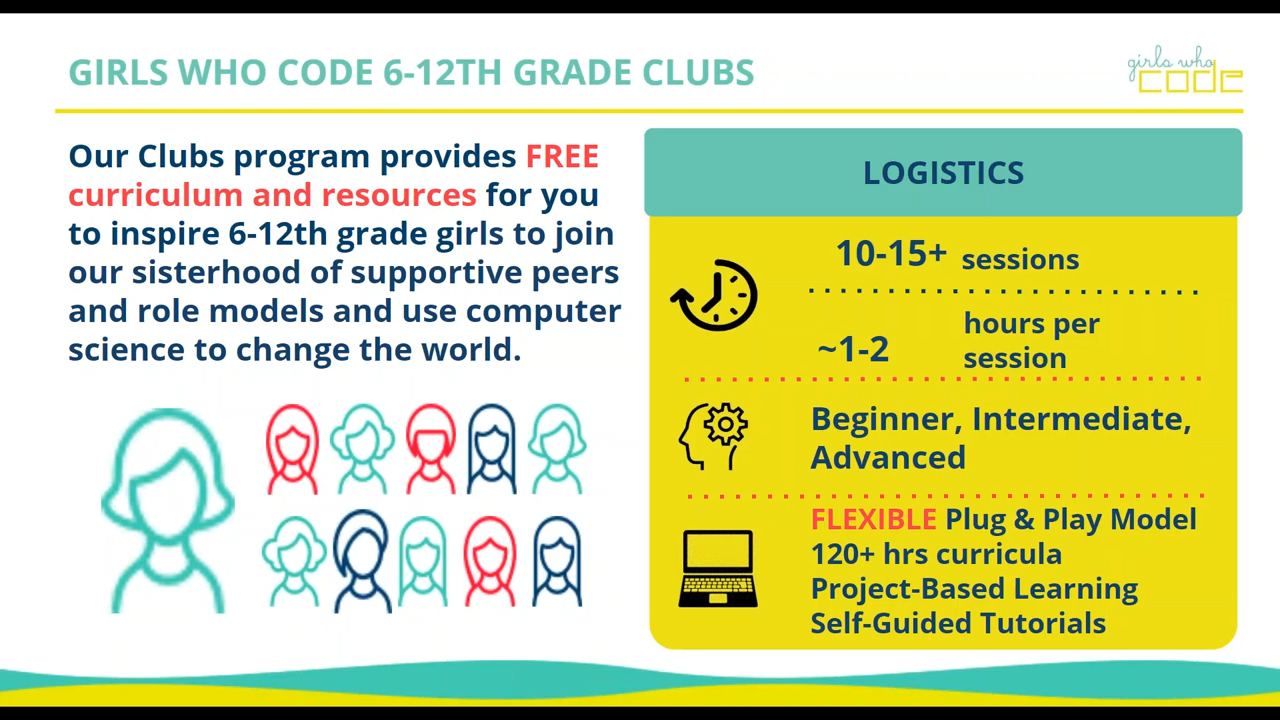 GIRLS WHO CODE 6-12TH GRADE CLUBS
girls who
code
Our Clubs program provides FREE
curriculum and resources for you
to inspire 6-12th grade girls to join
our sisterhood of supportive peers
and role models and use computer
science to change the world.
LOGISTICS
10-15+ sessions
~1-2 hours per
session
Beginner, Intermediate,
Advanced
FLEXIBLE Plug & Play Model
120+ hrs curricula
Project-Based Learning
Self-Guided Tutorials